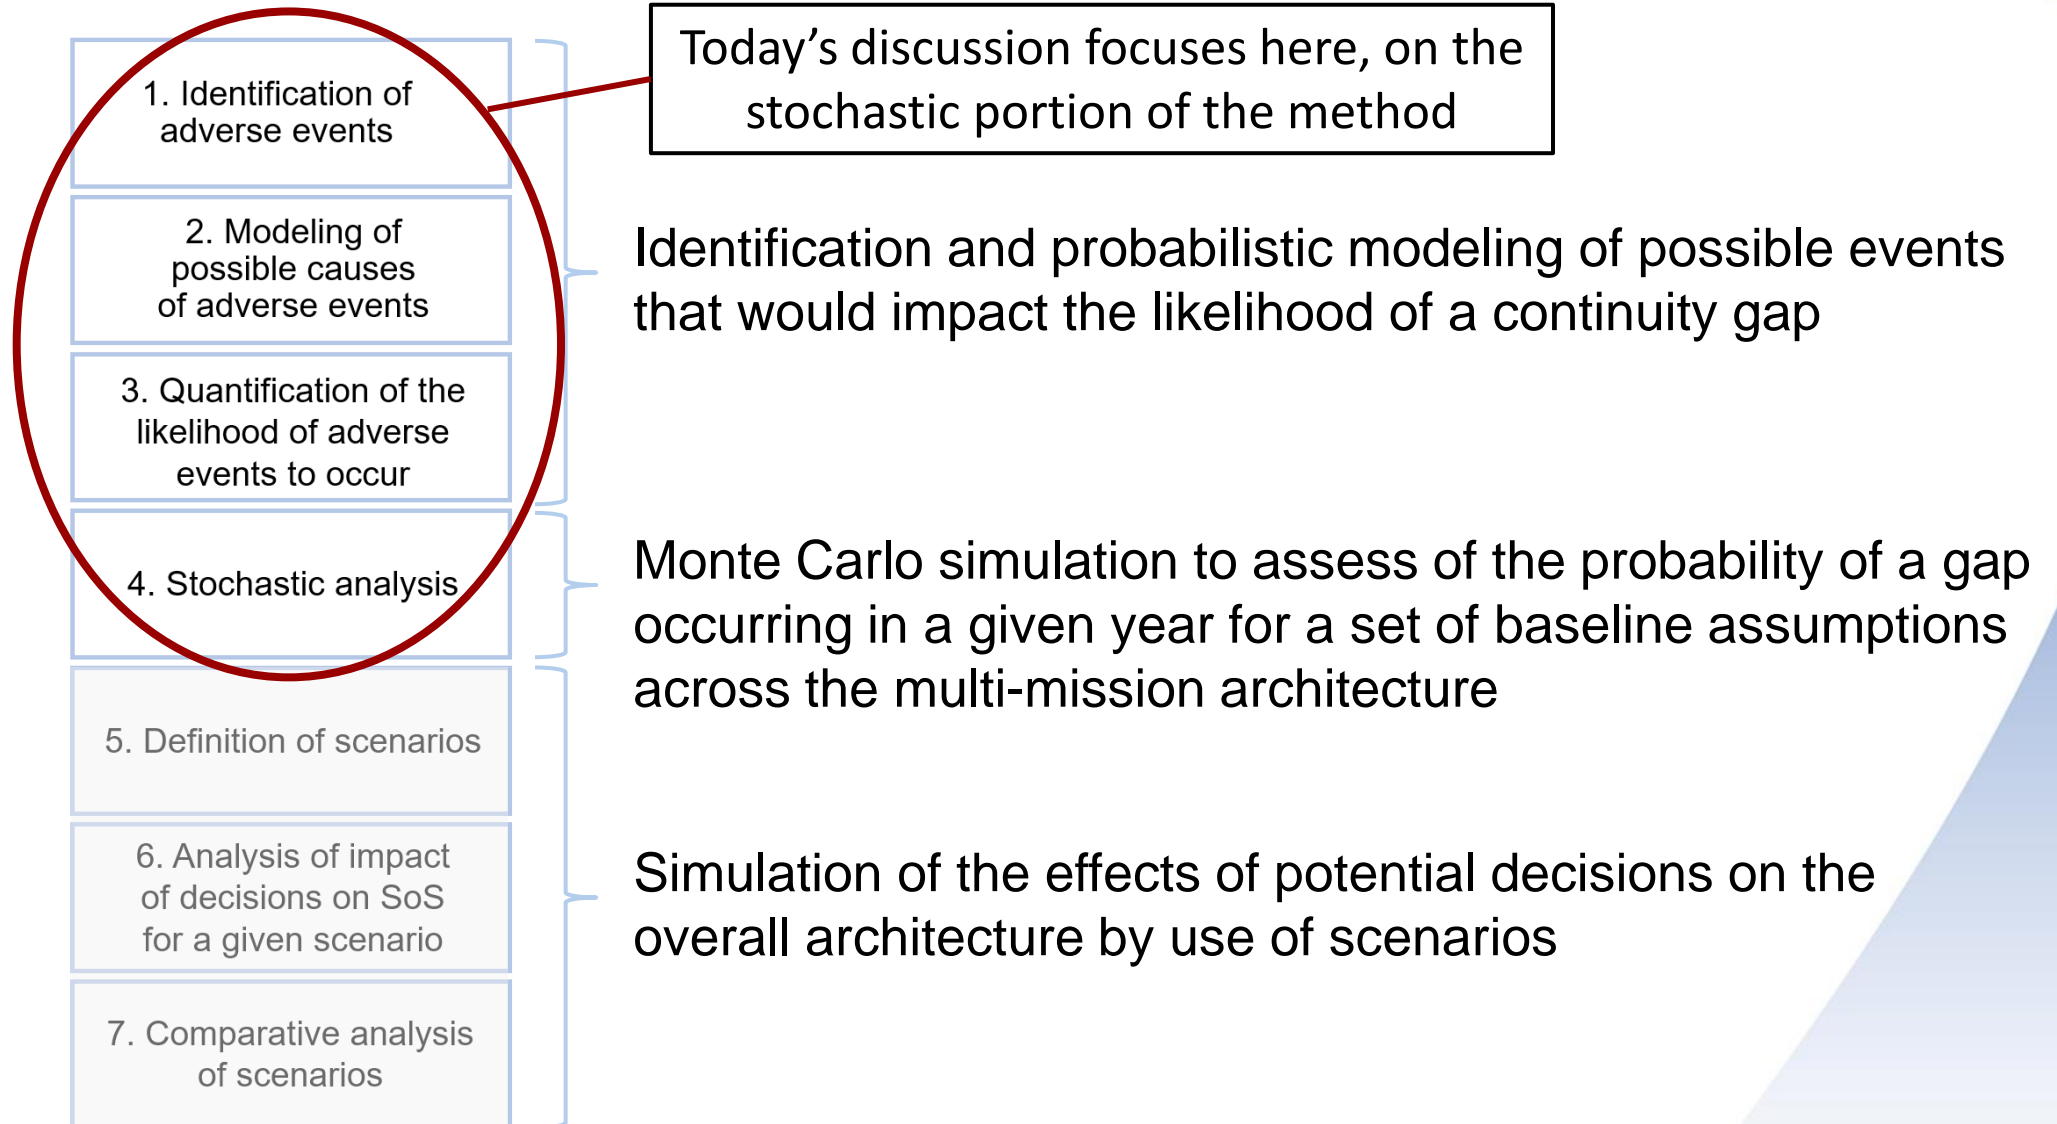 Today’s discussion focuses here, on the
stochastic portion of the method
1. Identification of
adverse events
2. Modeling of
possible causes
of adverse events
3. Quantification of the
likelihood of adverse
events to occur
Identification and probabilistic modeling of possible events
that would impact the likelihood of a continuity gap
4. Stochastic analysis
Monte Carlo simulation to assess of the probability of a gap
occurring in a given year for a set of baseline assumptions
across the multi-mission architecture
5. Definition of scenarios
6. Analysis of impact
of decisions on SoS
for a given scenario
7. Comparative analysis
of scenarios
Simulation of the effects of potential decisions on the
overall architecture by use of scenarios